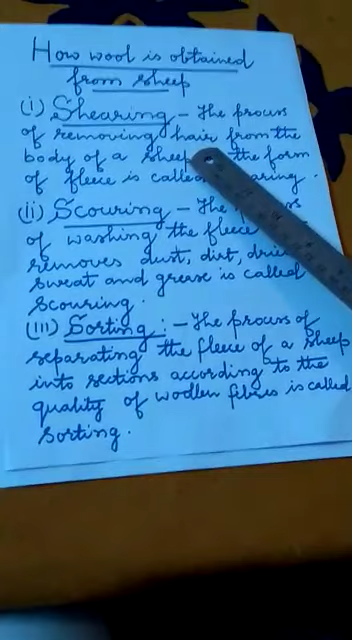 How wool is obtained
from sheep
(i) Shearing - The process
of removing hair from the
body of a sheep the form
of fleece is called aring.
(ii) Scouring - The ss
of washing the fleece
removes dust, dirt, drie
sweat and grease is called
scouring.
(iii) Sorting : - The process of
separating the fleece of a sheep
into sections according to the
quality of woollen fibres is called
sorting.